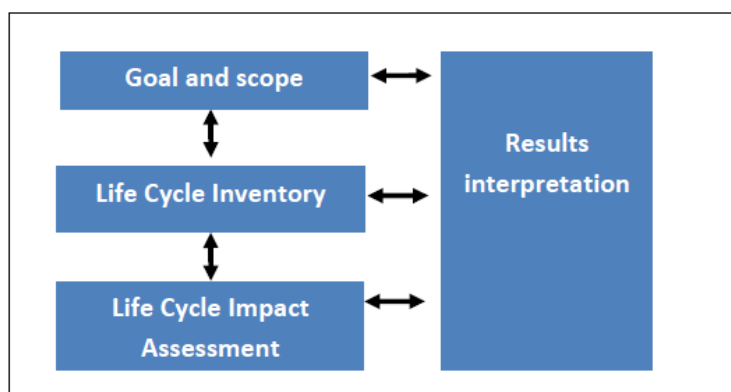 Goal and scope
Life Cycle Inventory
Life Cycle Impact
Assessment
Results
interpretation